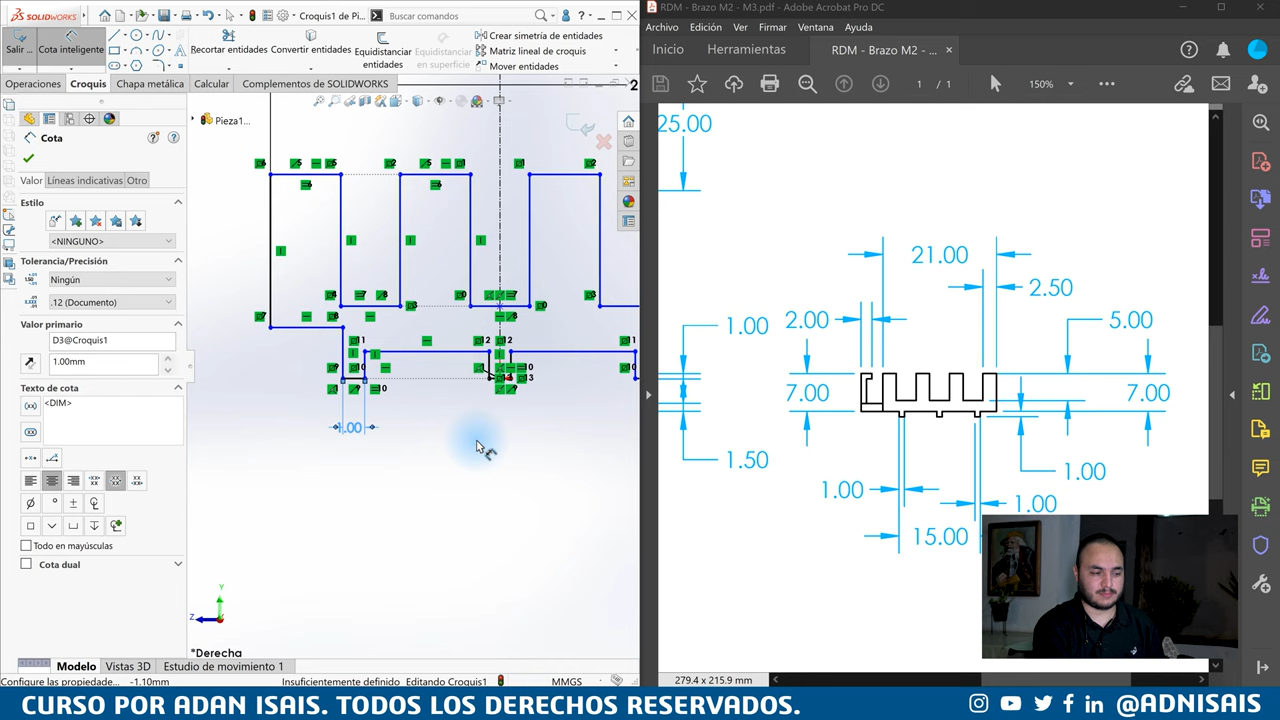 SOLIDWORKS
Croquis1 de Pi...
Buscar comandos
Salir ...
Cota inteligente
Recortar entidades
Convertir entidades
Equidistanciar entidades
Equidistanciar en superficie
Crear simetría de entidades
Matriz lineal de croquis
Mover entidades
Operaciones
Croquis
Chapa metálica
Calcular
Complementos de SOLIDWORKS
2
Pieza1...
Cota
Valor
Líneas indicativas
Otro
Estilo
<NINGUNO>
Tolerancia/Precisión
Ningún
.12 (Documento)
Valor primario
D3@Croquis1
1.00mm
Texto de cota
<DIM>
Todo en mayúsculas
Cota dual
Y
Z
*Derecha
Modelo
Vistas 3D
Estudio de movimiento 1
Configure las propiedade...
-1.10mm
Insuficientemente definido
Editando Croquis1
MMGS
RDM - Brazo M2 - M3.pdf - Adobe Acrobat Pro DC
Archivo
Edición
Ver
Firmar
Ventana
Ayuda
Inicio
Herramientas
RDM - Brazo M2 - ...
1 / 1
150%
25.00
21.00
2.50
2.00
5.00
1.00
7.00
7.00
1.50
1.00
1.00
1.00
15.00
279.4 x 215.9 mm
CURSO POR ADAN ISAIS. TODOS LOS DERECHOS RESERVADOS.
@ADNISAIS